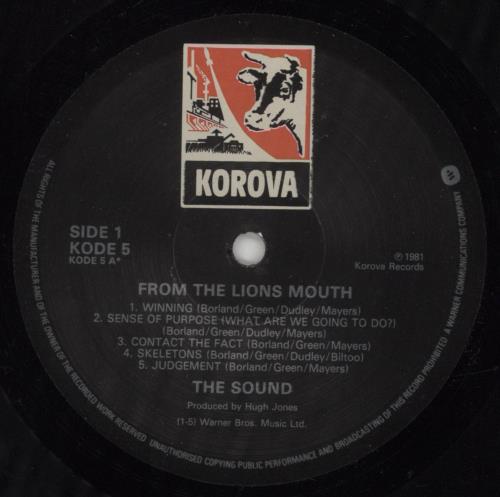 KOROVA
SIDE 1
KODE 5
KODE 5 A*
℗ 1981
Korova Records
FROM THE LIONS MOUTH
1. WINNING (Borland/Green/Dudley/Mayers)
2. SENSE OF PURPOSE (WHAT ARE WE GOING TO DO?)
(Borland/Green/Dudley/Mayers)
3. CONTACT THE FACT (Borland/Green/Mayers)
4. SKELETONS (Borland/Green/Dudley/Biltoo)
5. JUDGEMENT (Borland/Green/Mayers)
THE SOUND
Produced by Hugh Jones
(1-5) Warner Bros. Music Ltd.
ALL RIGHTS OF THE MANUFACTURER AND OF THE OWNER OF THE RECORDED WORK RESERVED UNAUTHORISED COPYING PUBLIC PERFORMANCE AND BROADCASTING OF THIS RECORD PROHIBITED A WARNER COMMUNICATIONS COMPANY